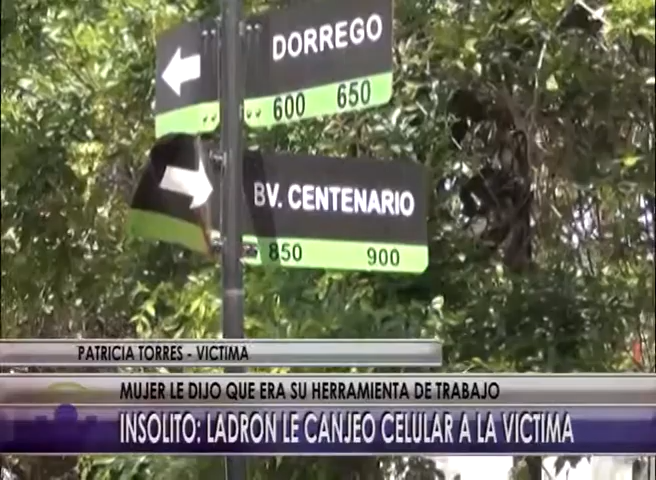 DORREGO
600 650
BV. CENTENARIO
850 900
PATRICIA TORRES - VICTIMA
MUJER LE DIJO QUE ERA SU HERRAMIENTA DE TRABAJO
INSOLITO: LADRON LE CANJEO CELULAR A LA VICTIMA